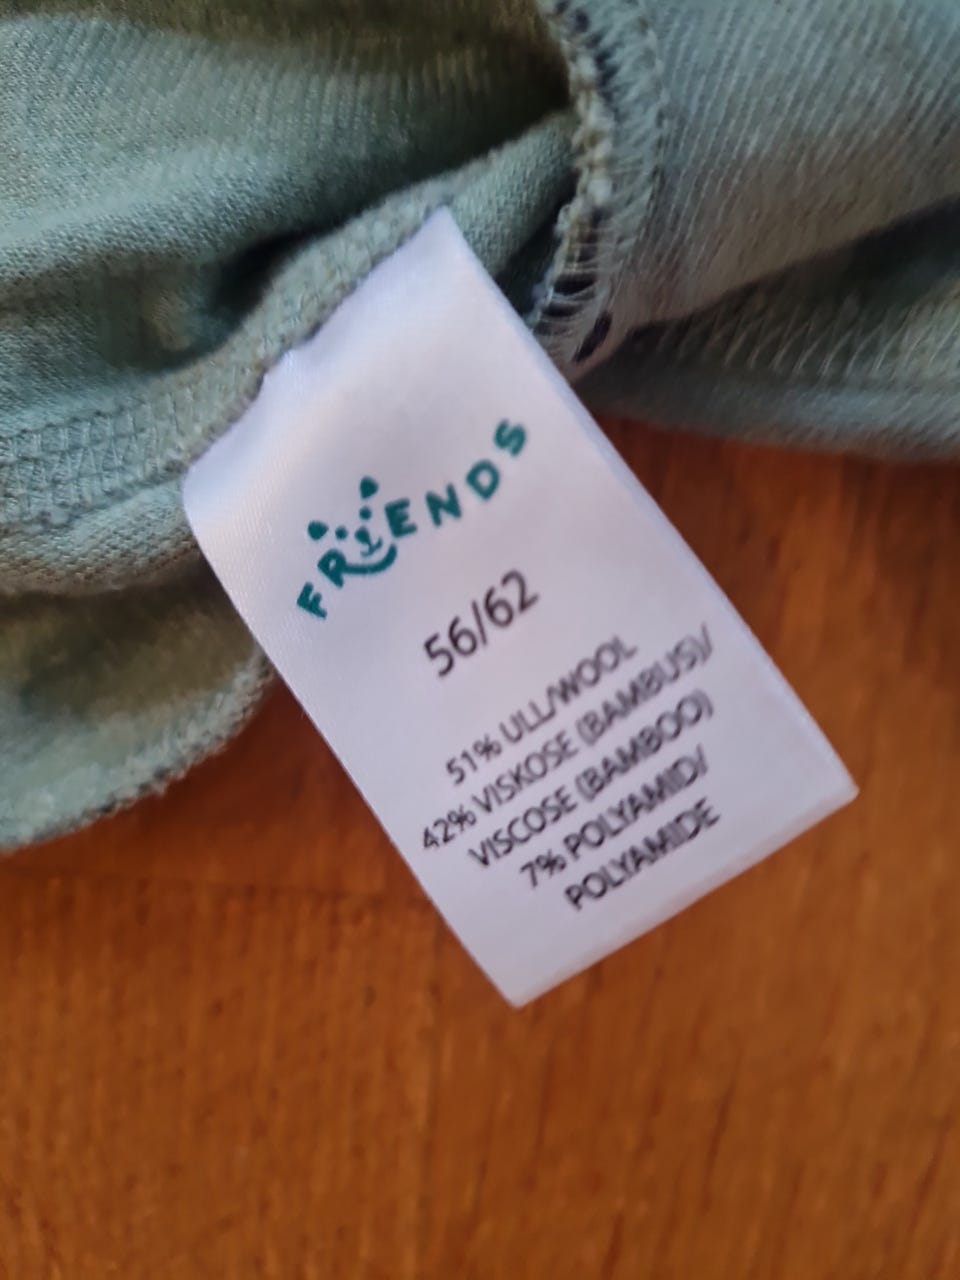 FRIENDS
56/62
51% ULL/WOOL
42% VISKOSE (BAMBUS)/
VISCOSE (BAMBOO)
7% POLYAMID/
POLYAMIDE